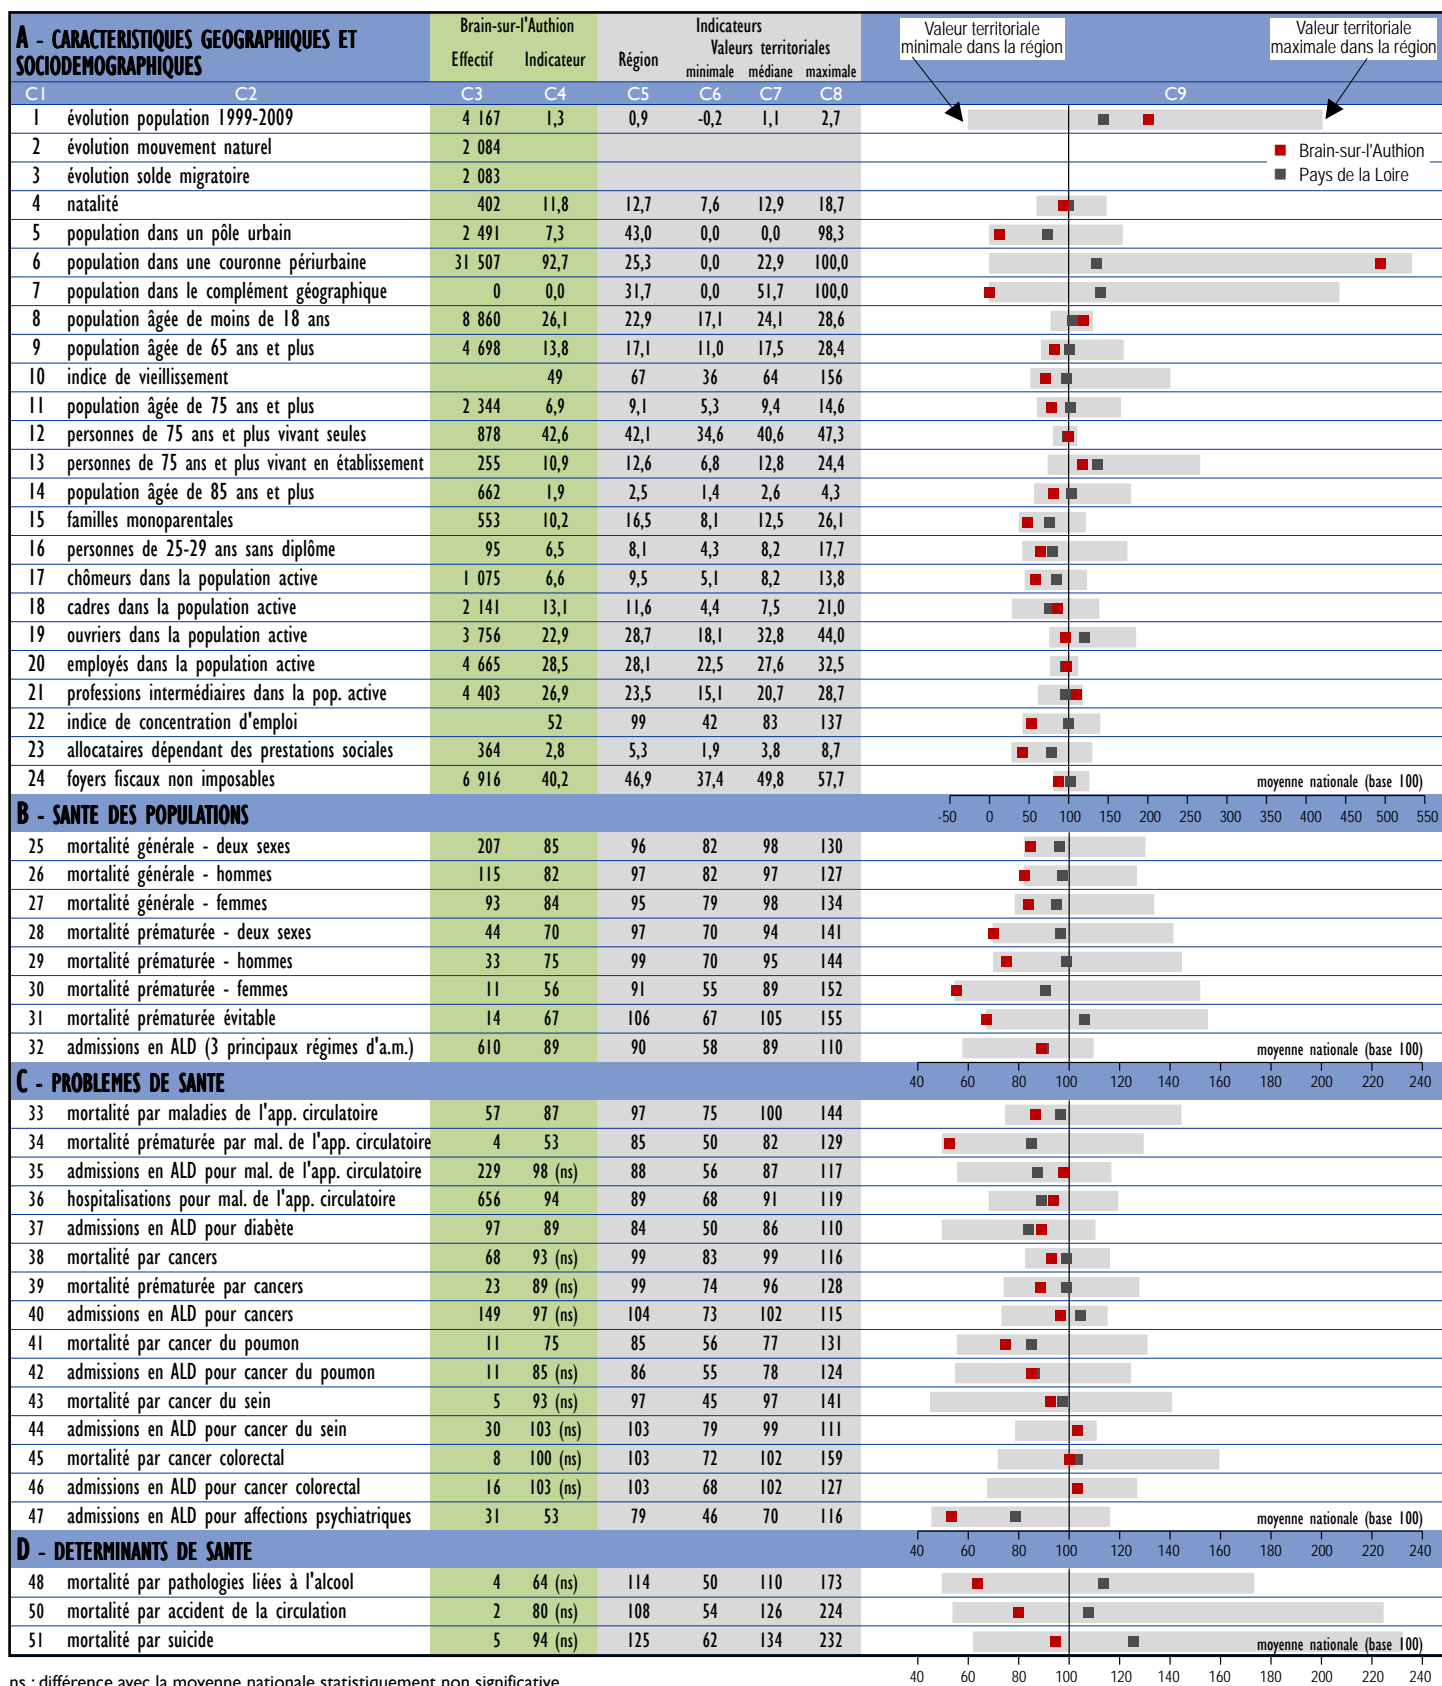 A - CARACTERISTIQUES GEOGRAPHIQUES ET SOCIODEMOGRAPHIQUES
Brain-sur-l'Authion
Effectif Indicateur
Indicateurs
Région Valeurs territoriales
minimale médiane maximale
Valeur territoriale minimale dans la région
Valeur territoriale maximale dans la région
C1 C2 C3 C4 C5 C6 C7 C8 C9
1 évolution population 1999-2009 4 167 1,3 0,9 -0,2 1,1 2,7
2 évolution mouvement naturel 2 084
3 évolution solde migratoire 2 083
Brain-sur-l'Authion
Pays de la Loire
4 natalité 402 11,8 12,7 7,6 12,9 18,7
5 population dans un pôle urbain 2 491 7,3 43,0 0,0 0,0 98,3
6 population dans une couronne périurbaine 31 507 92,7 25,3 0,0 22,9 100,0
7 population dans le complément géographique 0 0,0 31,7 0,0 51,7 100,0
8 population âgée de moins de 18 ans 8 860 26,1 22,9 17,1 24,1 28,6
9 population âgée de 65 ans et plus 4 698 13,8 17,1 11,0 17,5 28,4
10 indice de vieillissement 49 67 36 64 156
11 population âgée de 75 ans et plus 2 344 6,9 9,1 5,3 9,4 14,6
12 personnes de 75 ans et plus vivant seules 878 42,6 42,1 34,6 40,6 47,3
13 personnes de 75 ans et plus vivant en établissement 255 10,9 12,6 6,8 12,8 24,4
14 population âgée de 85 ans et plus 662 1,9 2,5 1,4 2,6 4,3
15 familles monoparentales 553 10,2 16,5 8,1 12,5 26,1
16 personnes de 25-29 ans sans diplôme 95 6,5 8,1 4,3 8,2 17,7
17 chômeurs dans la population active 1 075 6,6 9,5 5,1 8,2 13,8
18 cadres dans la population active 2 141 13,1 11,6 4,4 7,5 21,0
19 ouvriers dans la population active 3 756 22,9 28,7 18,1 32,8 44,0
20 employés dans la population active 4 665 28,5 28,1 22,5 27,6 32,5
21 professions intermédiaires dans la pop. active 4 403 26,9 23,5 15,1 20,7 28,7
22 indice de concentration d'emploi 52 99 42 83 137
23 allocataires dépendant des prestations sociales 364 2,8 5,3 1,9 3,8 8,7
24 foyers fiscaux non imposables 6 916 40,2 46,9 37,4 49,8 57,7 moyenne nationale (base 100)
B - SANTE DES POPULATIONS -50 0 50 100 150 200 250 300 350 400 450 500 550
25 mortalité générale - deux sexes 207 85 96 82 98 130
26 mortalité générale - hommes 115 82 97 82 97 127
27 mortalité générale - femmes 93 84 95 79 98 134
28 mortalité prématurée - deux sexes 44 70 97 70 94 141
29 mortalité prématurée - hommes 33 75 99 70 95 144
30 mortalité prématurée - femmes 11 56 91 55 89 152
31 mortalité prématurée évitable 14 67 106 67 105 155
32 admissions en ALD (3 principaux régimes d'a.m.) 610 89 90 58 89 110 moyenne nationale (base 100)
C - PROBLEMES DE SANTE 40 60 80 100 120 140 160 180 200 220 240
33 mortalité par maladies de l'app. circulatoire 57 87 97 75 100 144
34 mortalité prématurée par mal. de l'app. circulatoire 4 53 85 50 82 129
35 admissions en ALD pour mal. de l'app. circulatoire 229 98 (ns) 88 56 87 117
36 hospitalisations pour mal. de l'app. circulatoire 656 94 89 68 91 119
37 admissions en ALD pour diabète 97 89 84 50 86 110
38 mortalité par cancers 68 93 (ns) 99 83 99 116
39 mortalité prématurée par cancers 23 89 (ns) 99 74 96 128
40 admissions en ALD pour cancers 149 97 (ns) 104 73 102 115
41 mortalité par cancer du poumon 11 75 85 56 77 131
42 admissions en ALD pour cancer du poumon 11 85 (ns) 86 55 78 124
43 mortalité par cancer du sein 5 93 (ns) 97 45 97 141
44 admissions en ALD pour cancer du sein 30 103 (ns) 103 79 99 111
45 mortalité par cancer colorectal 8 100 (ns) 103 72 102 159
46 admissions en ALD pour cancer colorectal 16 103 (ns) 103 68 102 127
47 admissions en ALD pour affections psychiatriques 31 53 79 46 70 116 moyenne nationale (base 100)
D - DETERMINANTS DE SANTE 40 60 80 100 120 140 160 180 200 220 240
48 mortalité par pathologies liées à l'alcool 4 64 (ns) 114 50 110 173
50 mortalité par accident de la circulation 2 80 (ns) 108 54 126 224
51 mortalité par suicide 5 94 (ns) 125 62 134 232 moyenne nationale (base 100)
40 60 80 100 120 140 160 180 200 220 240
ns : différence avec la moyenne nationale statistiquement non significative